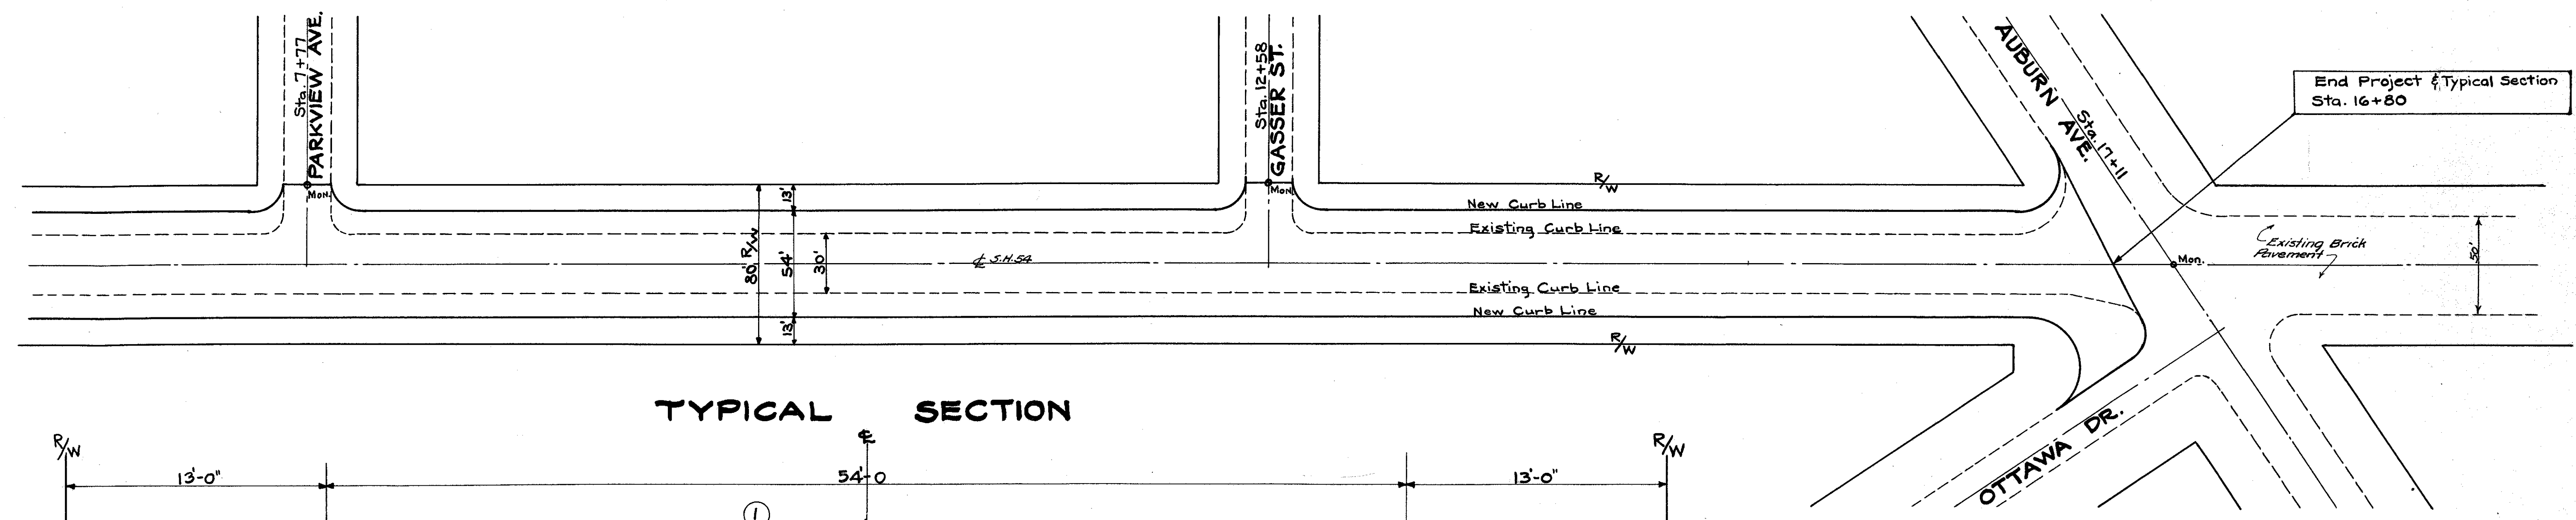 Sta. 7+77
PARKVIEW AVE.
Mon.
Sta. 12+58
GASSER ST.
Mon.
AUBURN AVE.
Sta. 17+11
End Project & Typical Section
Sta. 16+80
R/W
13'
New Curb Line
Existing Curb Line
80' R/W
54'
30'
℄ S.H.54
Mon.
Existing Brick
Pavement
50'
Existing Curb Line
New Curb Line
13'
R/W
TYPICAL SECTION
OTTAWA DR.
R/W
℄
R/W
13'-0"
54'-0
13'-0"
1